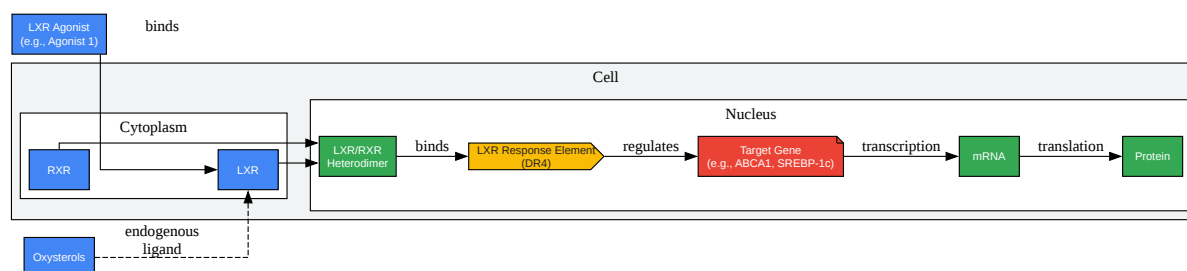 LXR Agonist
(e.g., Agonist 1)
binds
Cell
Nucleus
Cytoplasm
RXR
LXR
LXR/RXR
Heterodimer
binds
LXR Response Element
(DR4)
regulates
Target Gene
(e.g., ABCA1, SREBP-1c)
transcription
mRNA
translation
Protein
endogenous
ligand
Oxysterols